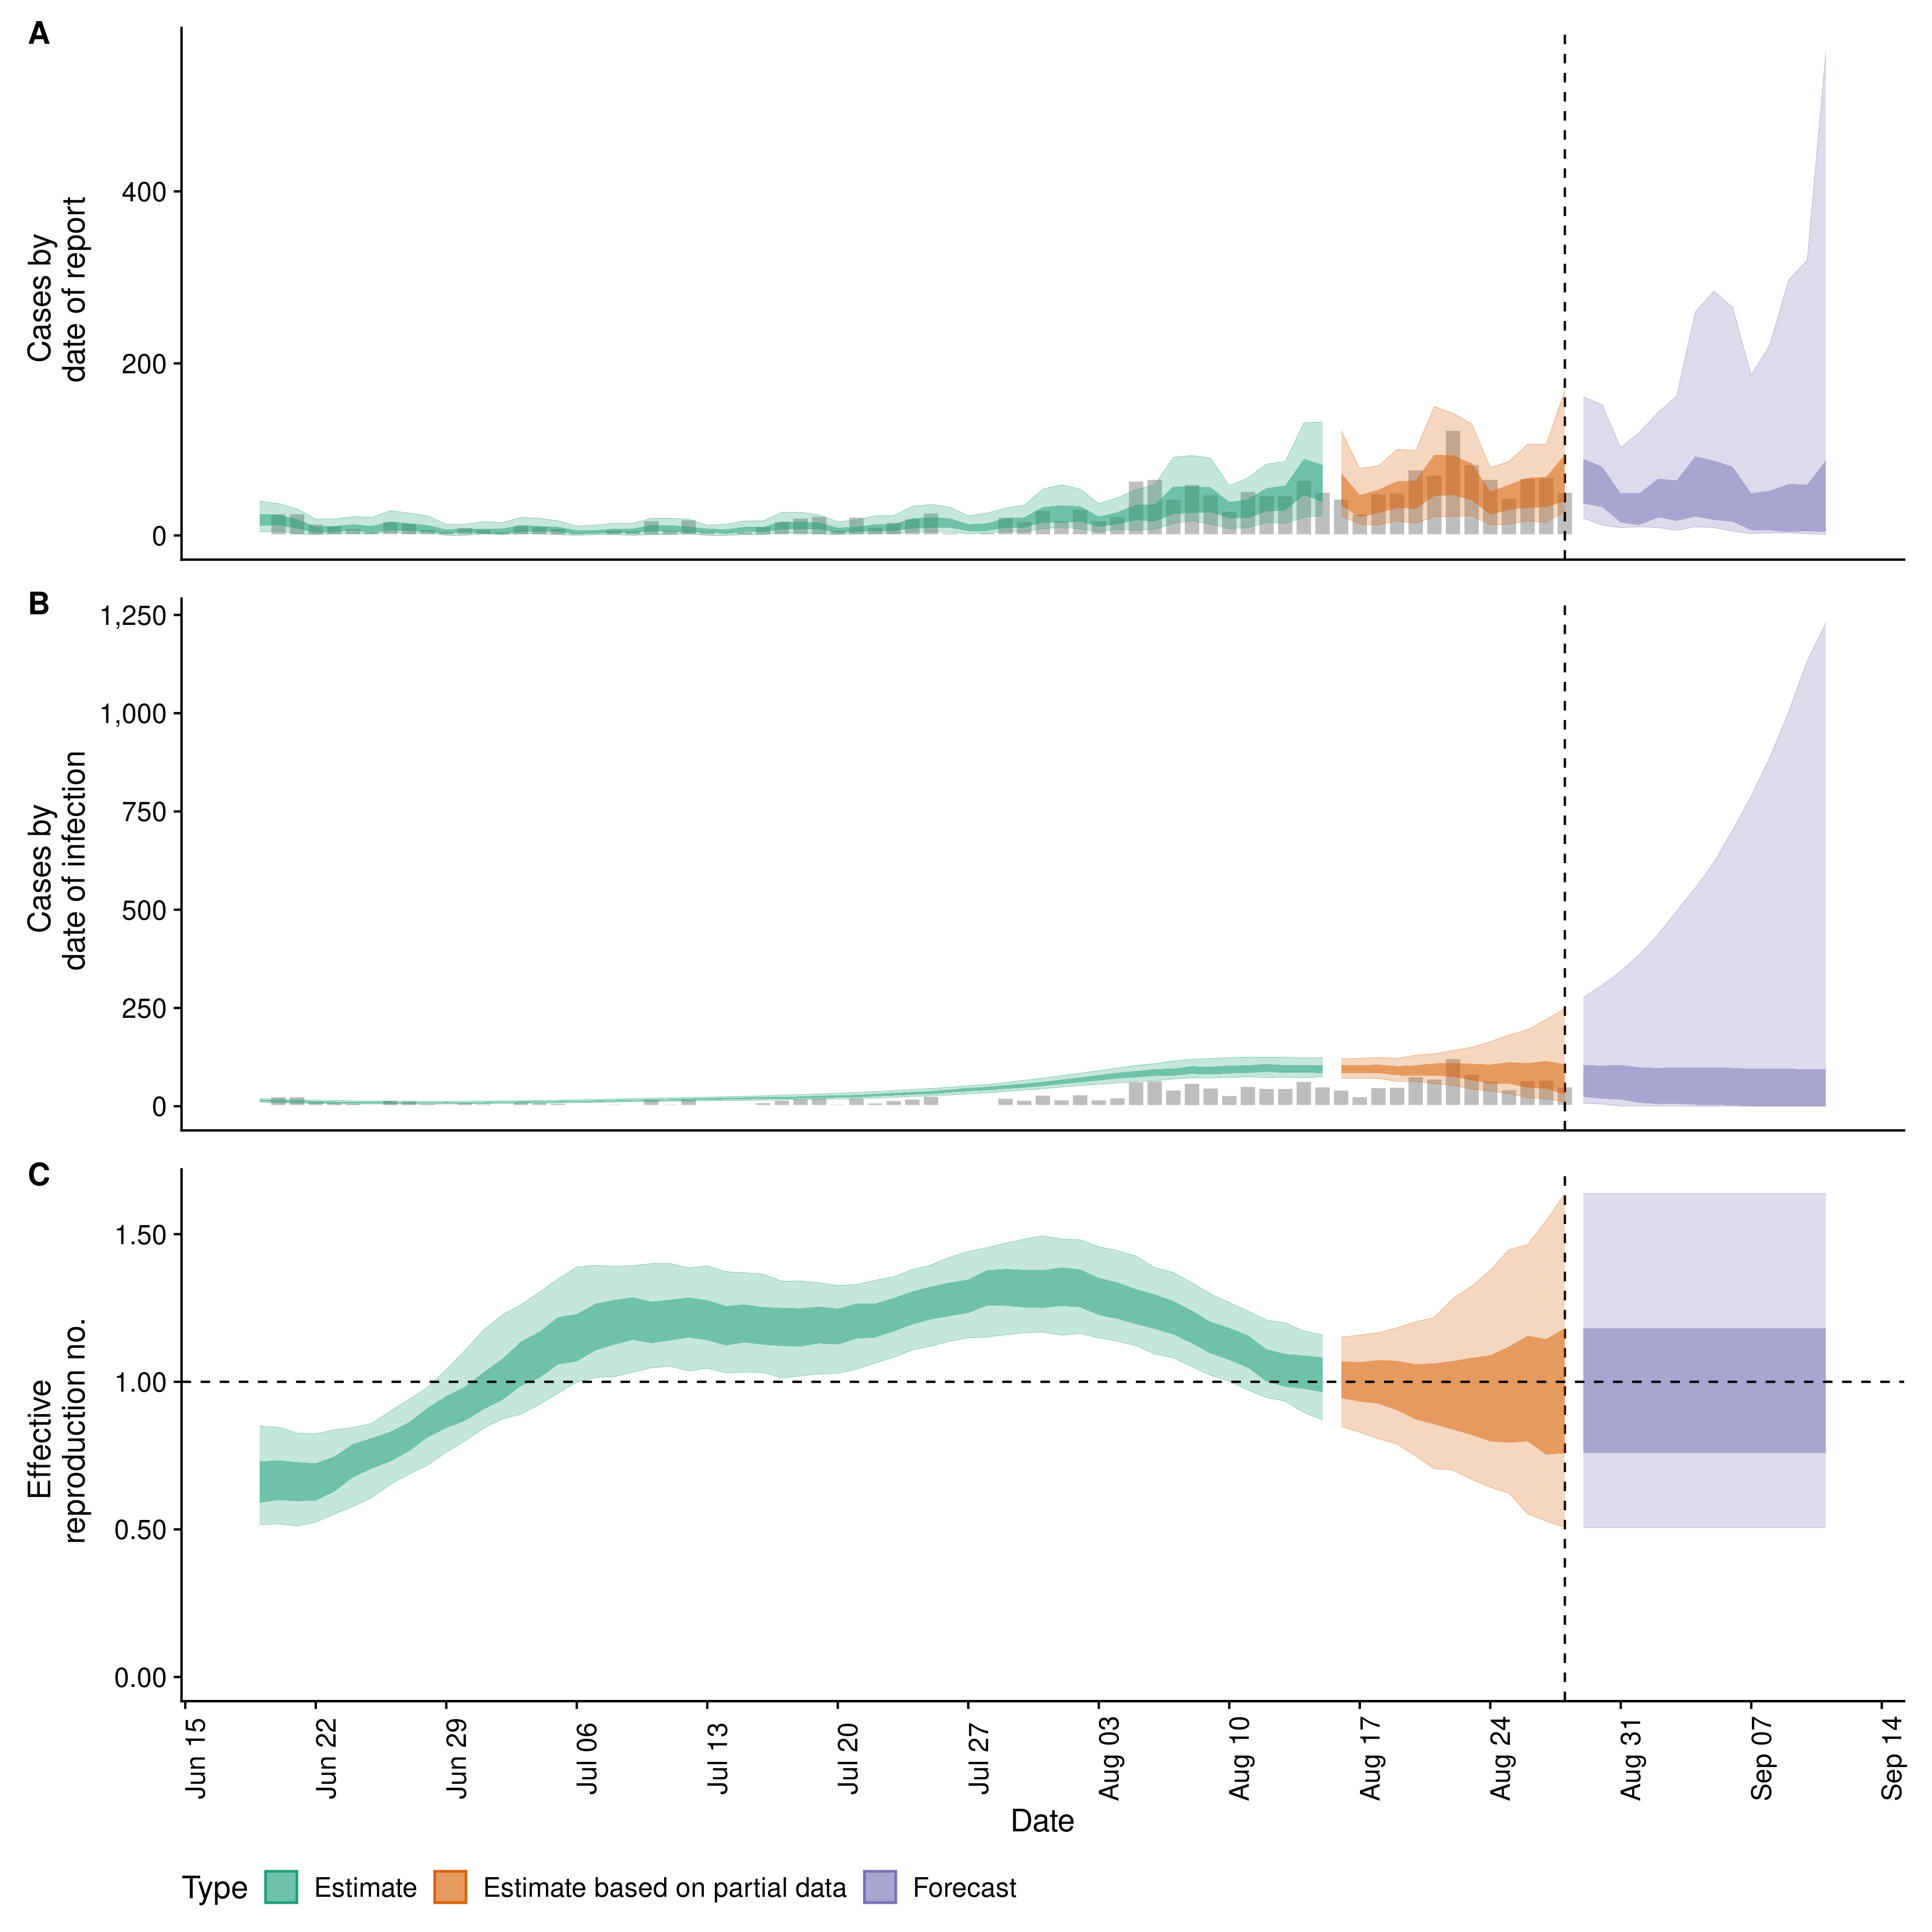 A
Cases by
date of report
400
200
0
B
Cases by
date of infection
1,250
1,000
750
500
250
0
C
Effective
reproduction no.
1.50
1.00
0.50
0.00
Jun 15
Jun 22
Jun 29
Jul 06
Jul 13
Jul 20
Jul 27
Aug 03
Aug 10
Aug 17
Aug 24
Aug 31
Sep 07
Sep 14
Date
Type Estimate Estimate based on partial data Forecast